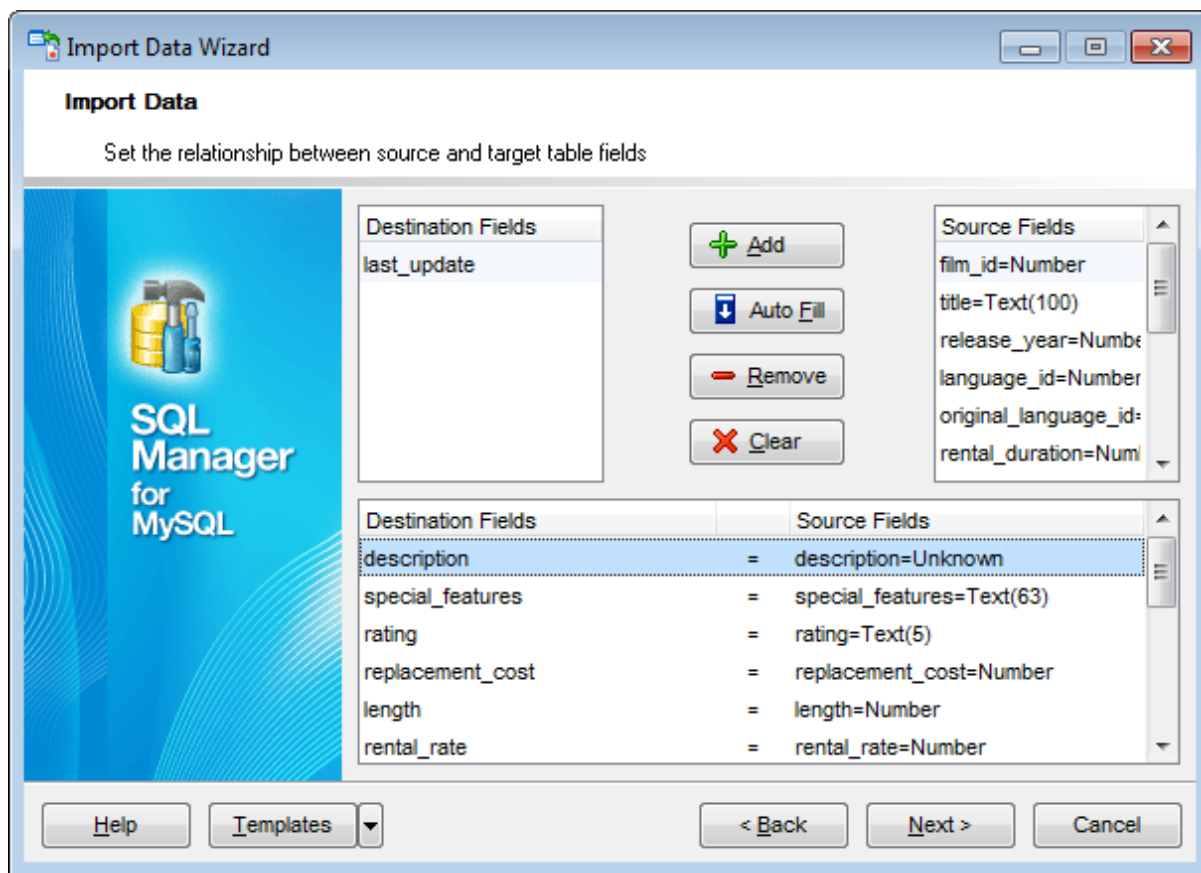 Import Data Wizard
Import Data
Set the relationship between source and target table fields
SQL
Manager
for
MySQL
Destination Fields
last_update
Add
Auto Fill
Remove
Clear
Source Fields
film_id=Number
title=Text(100)
release_year=Numbe
language_id=Number
original_language_id=
rental_duration=Num
Destination Fields Source Fields
description = description=Unknown
special_features = special_features=Text(63)
rating = rating=Text(5)
replacement_cost = replacement_cost=Number
length = length=Number
rental_rate = rental_rate=Number
Help Templates < Back Next > Cancel